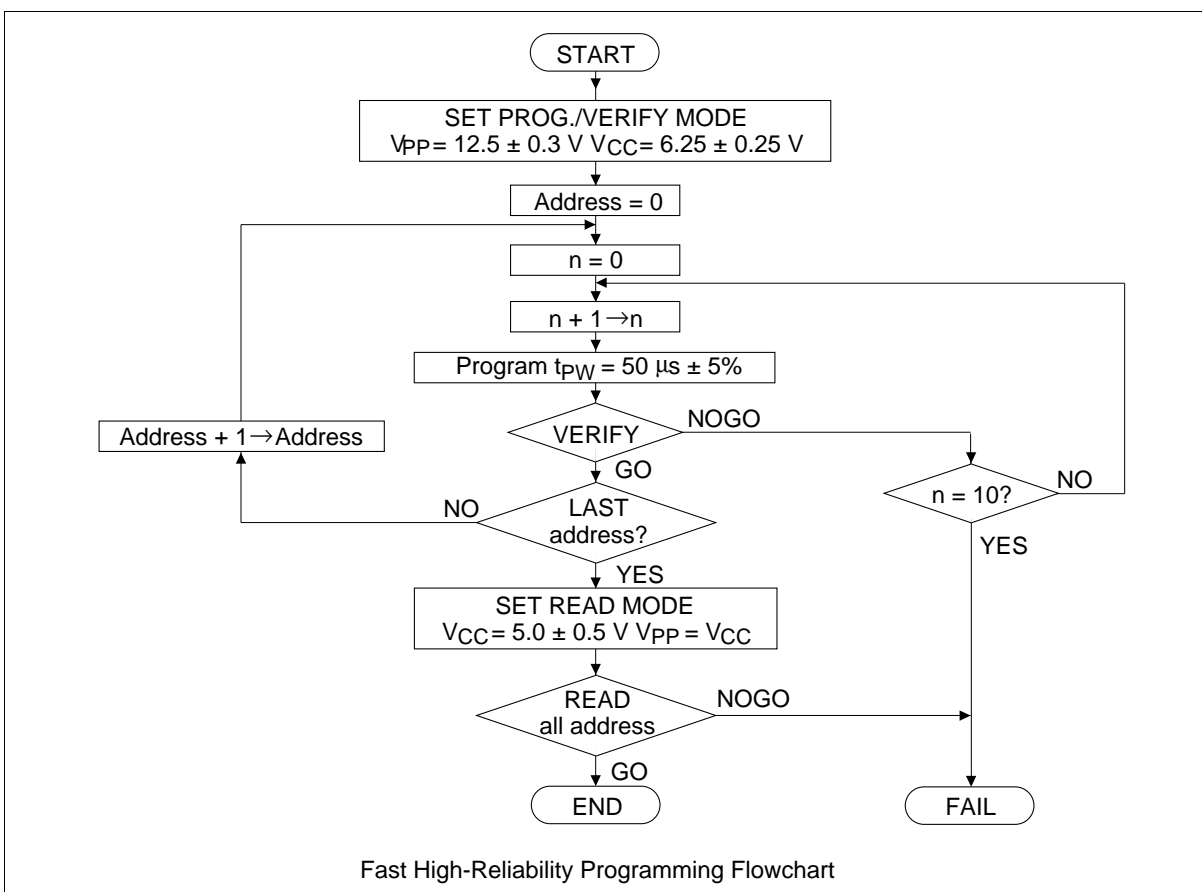 START
SET PROG./VERIFY MODE
VPP = 12.5 ± 0.3 V VCC = 6.25 ± 0.25 V
Address = 0
n = 0
n + 1→n
Program tPW = 50 μs ± 5%
Address + 1→Address
VERIFY
NOGO
GO
n = 10?
NO
NO
LAST
address?
YES
YES
SET READ MODE
VCC = 5.0 ± 0.5 V VPP = VCC
READ
all address
NOGO
GO
END
FAIL
Fast High-Reliability Programming Flowchart